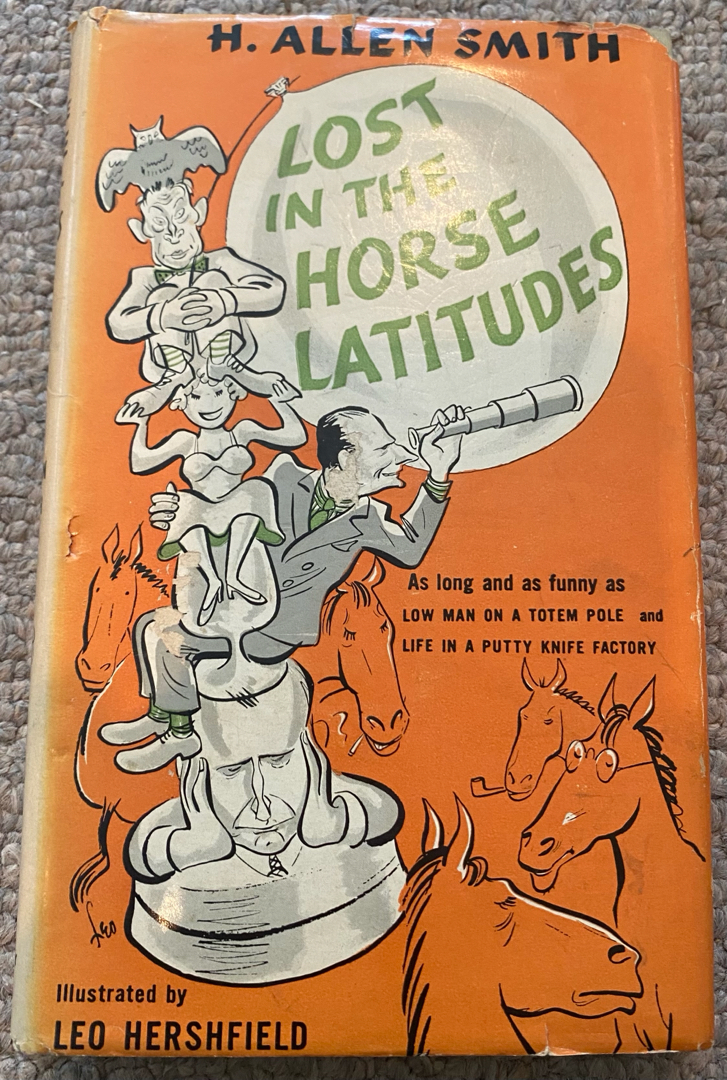 H. ALLEN SMITH
LOST
IN THE
HORSE
LATITUDES
As long and as funny as
LOW MAN ON A TOTEM POLE and
LIFE IN A PUTTY KNIFE FACTORY
Leo
Illustrated by
LEO HERSHFIELD